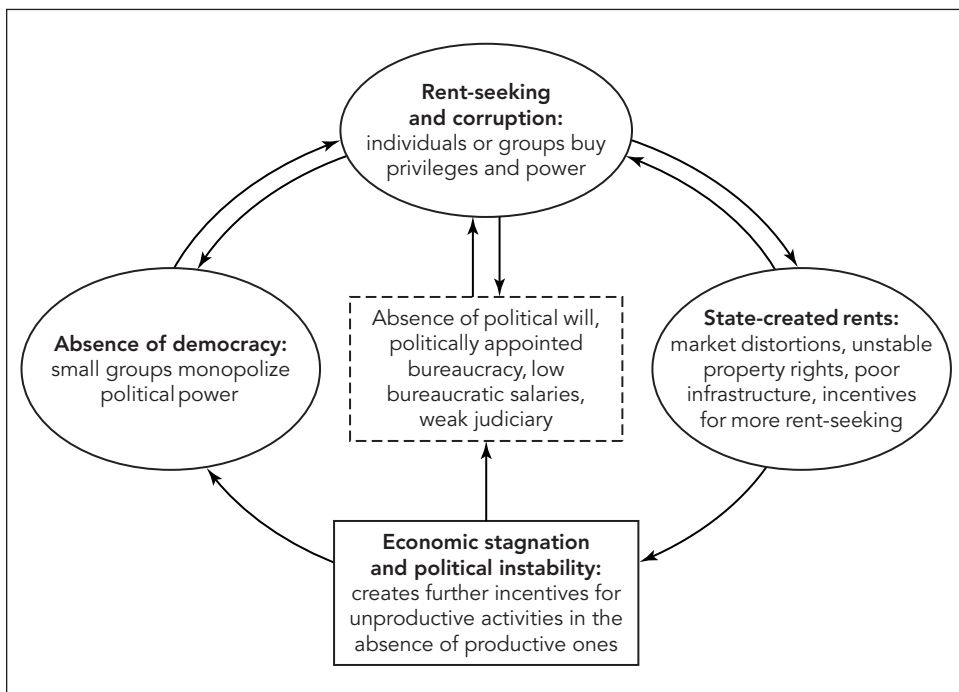 Rent-seeking
and corruption:
individuals or groups buy
privileges and power
Absence of democracy:
small groups monopolize
political power
Absence of political will,
politically appointed
bureaucracy, low
bureaucratic salaries,
weak judiciary
State-created rents:
market distortions, unstable
property rights, poor
infrastructure, incentives
for more rent-seeking
Economic stagnation
and political instability:
creates further incentives for
unproductive activities in the
absence of productive ones